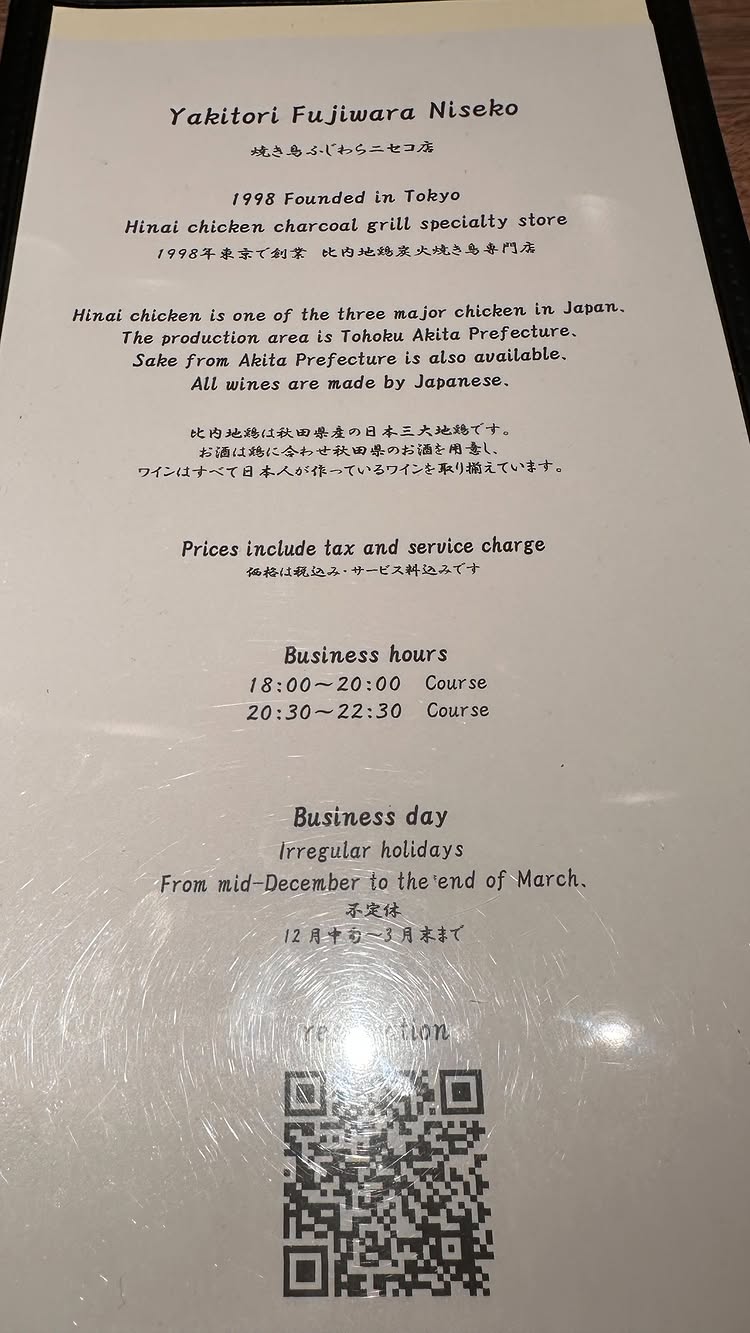 Yakitori Fujiwara Niseko
焼き鳥ふじわらニセコ店
1998 Founded in Tokyo
Hinai chicken charcoal grill specialty store
1998年東京で創業 比内地鶏炭火焼き鳥専門店
Hinai chicken is one of the three major chicken in Japan、
The production area is Tohoku Akita Prefecture、
Sake from Akita Prefecture is also available、
All wines are made by Japanese、
比内地鶏は秋田県産の日本三大地鶏です。
お酒は鶏に合わせ秋田県のお酒を用意し、
ワインはすべて日本人が作っているワインを取り揃えています。
Prices include tax and service charge
価格は税込み・サービス料込みです
Business hours
18:00〜20:00 Course
20:30〜22:30 Course
Business day
Irregular holidays
From mid-December to the end of March、
不定休
12月中旬〜3月末まで